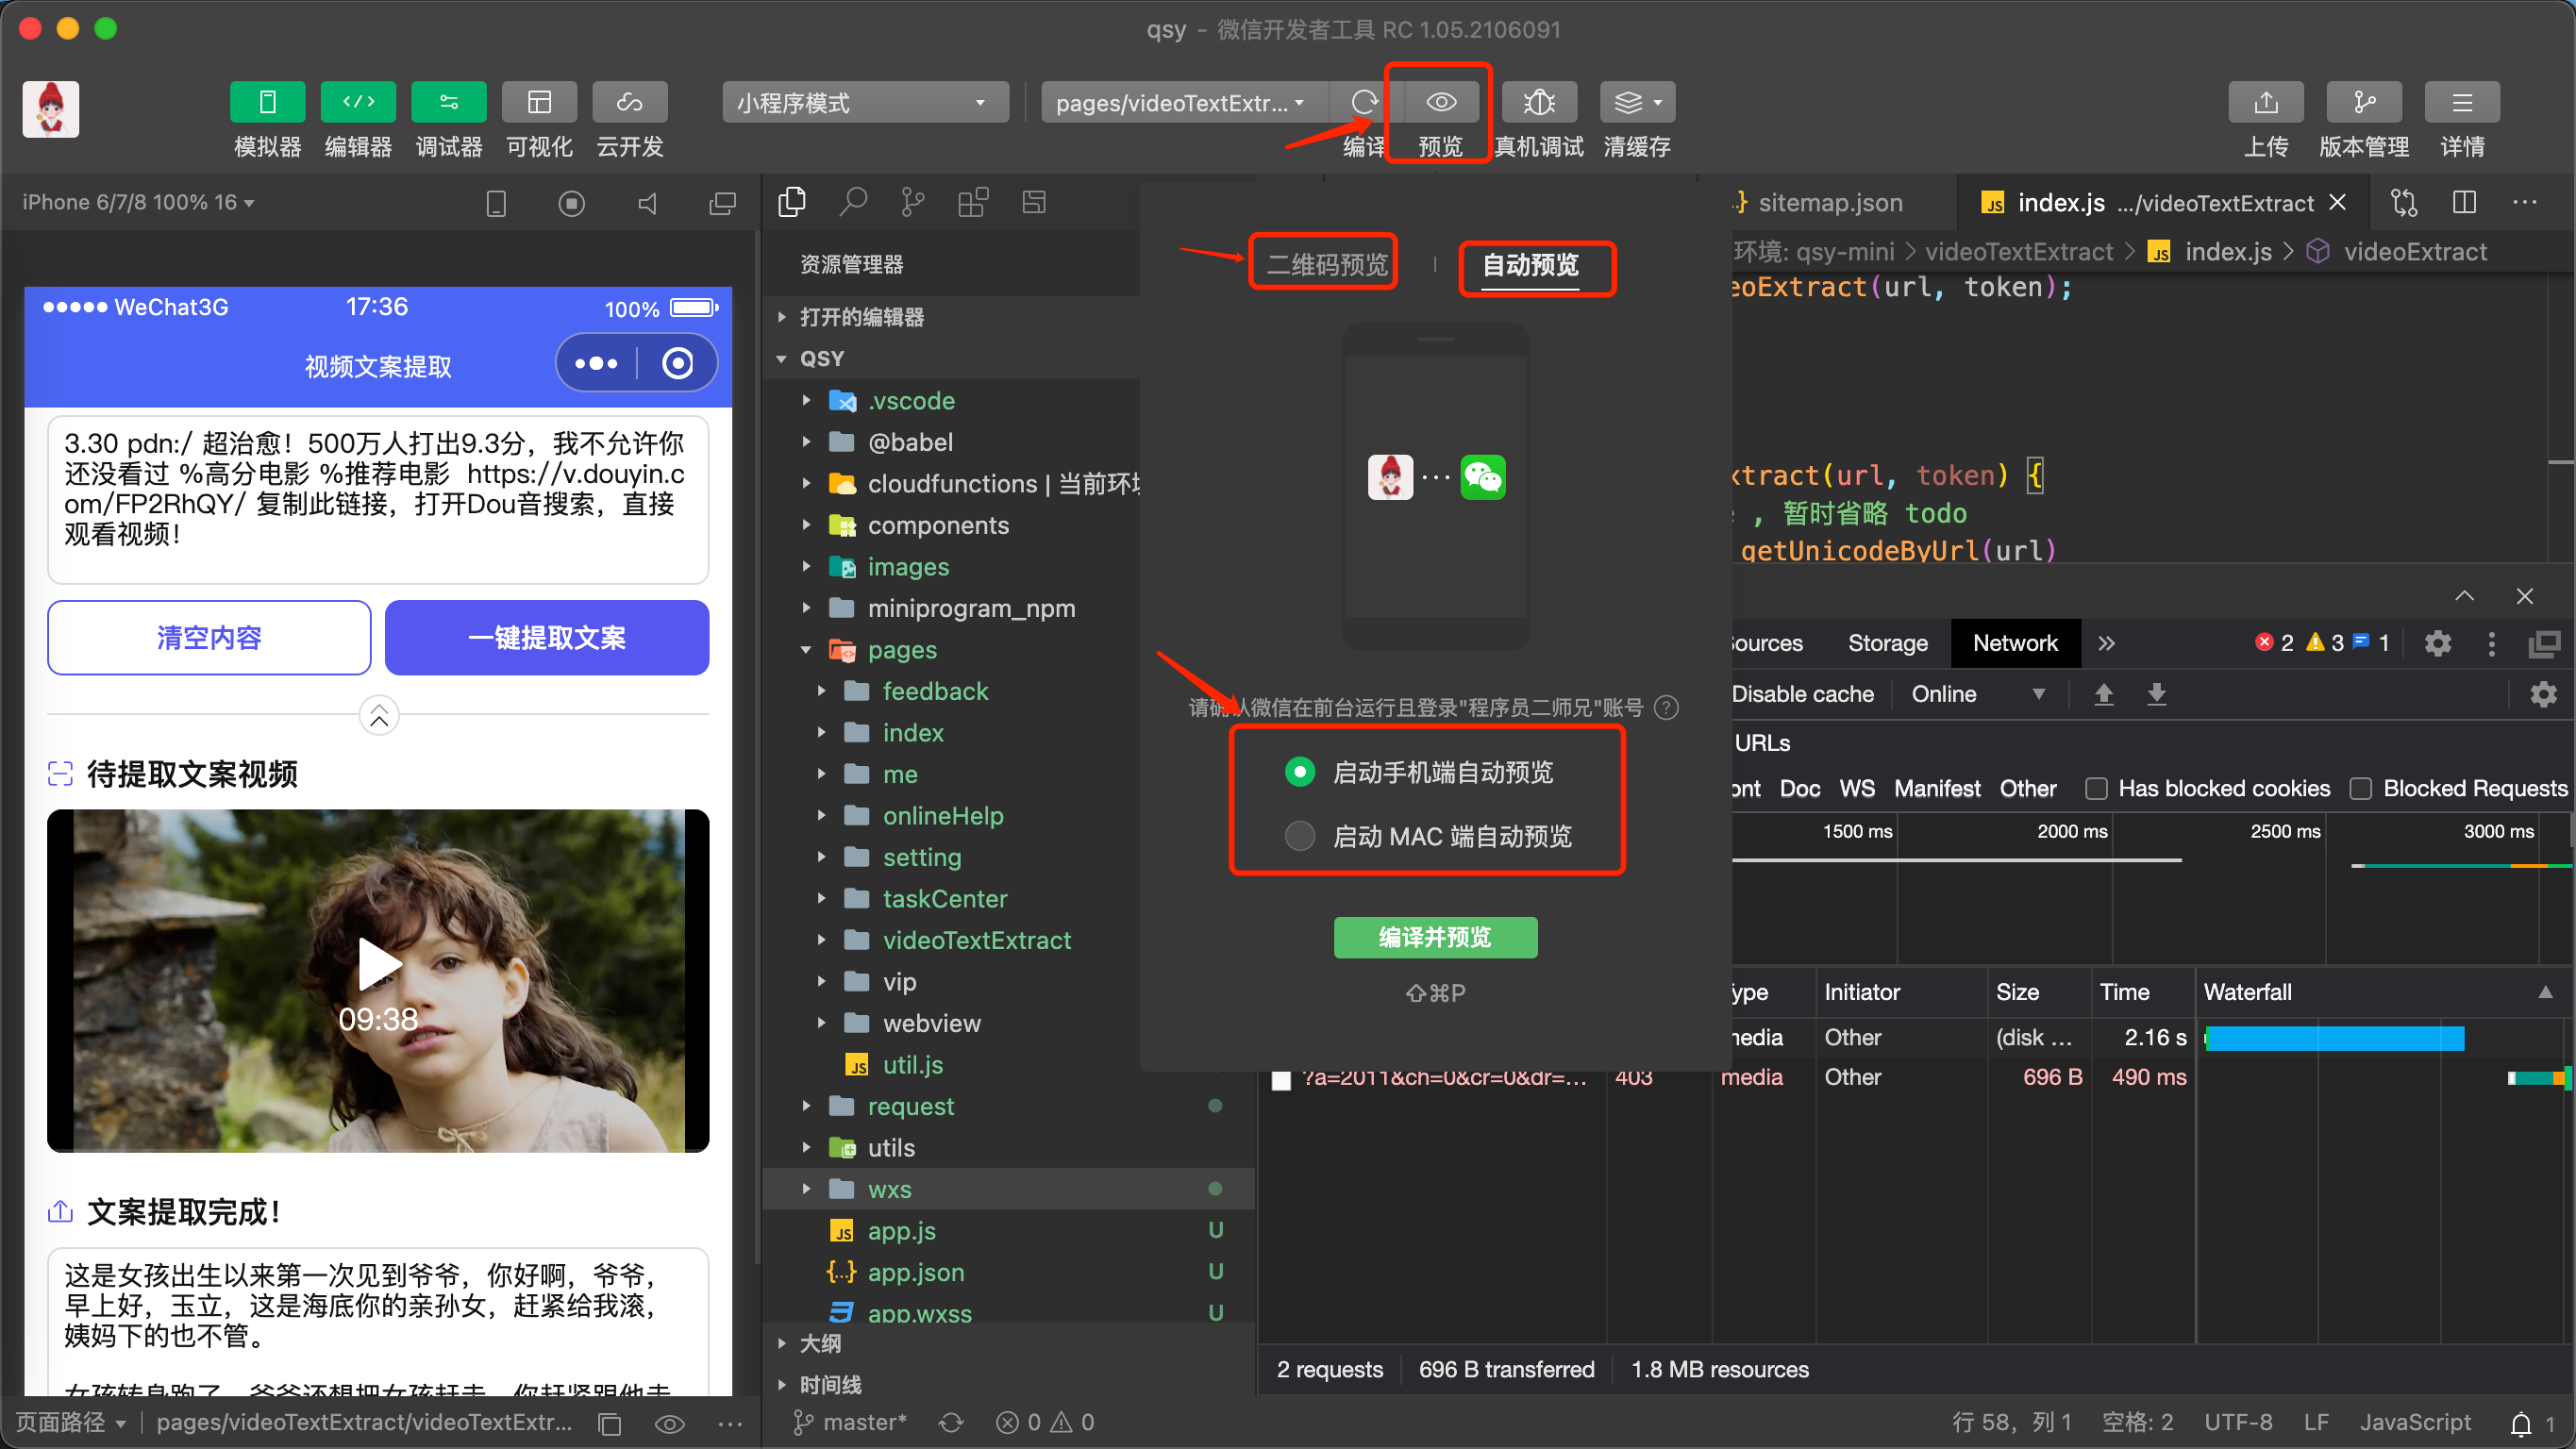 qsy - 微信开发者工具 RC 1.05.2106091
模拟器 编辑器 调试器 可视化 云开发
小程序模式
pages/videoTextExtr...
编译 预览 真机调试 清缓存
上传 版本管理 详情
iPhone 6/7/8 100% 16
WeChat3G 17:36 100%
视频文案提取
3.30 pdn:/ 超治愈！500万人打出9.3分，我不允许你
还没看过 %高分电影 %推荐电影 https://v.douyin.c
om/FP2RhQY/ 复制此链接，打开Dou音搜索，直接
观看视频！
清空内容 一键提取文案
待提取文案视频
09:38
文案提取完成！
这是女孩出生以来第一次见到爷爷，你好啊，爷爷，
早上好，玉立，这是海底你的亲孙女，赶紧给我滚，
姨妈下的也不管。
页面路径 pages/videoTextExtract/videoTextExtr...
资源管理器
打开的编辑器
QSY
.vscode
@babel
cloudfunctions | 当前环
components
images
miniprogram_npm
pages
feedback
index
me
onlineHelp
setting
taskCenter
videoTextExtract
vip
webview
JS util.js
request
utils
wxs
JS app.js U
{..} app.json U
app.wxss U
大纲
时间线
master* 0 0
二维码预览 | 自动预览
请确认微信在前台运行且登录"程序员二师兄"账号 ?
启动手机端自动预览
启动 MAC 端自动预览
编译并预览
⇧⌘P
sitemap.json JS index.js .../videoTextExtract
环境: qsy-mini > videoTextExtract > JS index.js > videoExtract
eoExtract(url, token);
xtract(url, token) {
, 暂时省略 todo
getUnicodeByUrl(url)
ources Storage Network 2 3 1
Disable cache Online
URLs
ont Doc WS Manifest Other Has blocked cookies Blocked Requests
1500 ms 2000 ms 2500 ms 3000 ms
ype Initiator Size Time Waterfall
media Other (disk ... 2.16 s
?a=2011&ch=0&cr=0&dr=... 403 media Other 696 B 490 ms
2 requests 696 B transferred 1.8 MB resources
行 58，列 1 空格: 2 UTF-8 LF JavaScript 1